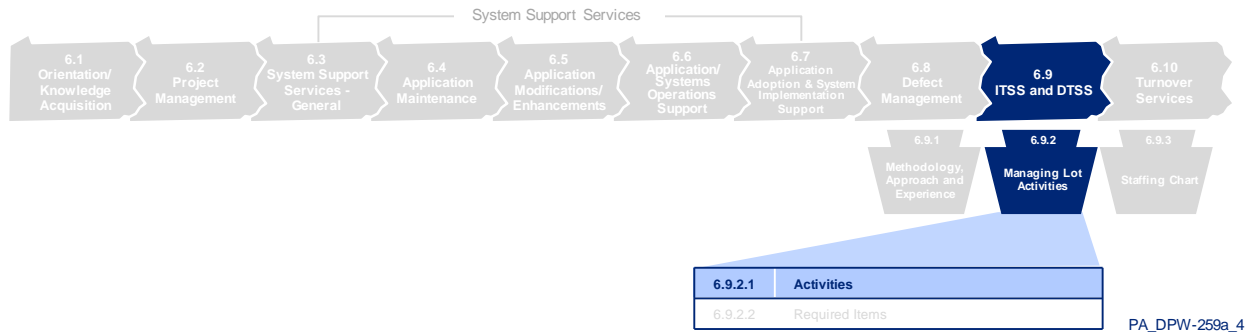 System Support Services
6.1
Orientation/
Knowledge
Acquisition
6.2
Project
Management
6.3
System Support
Services -
General
6.4
Application
Maintenance
6.5
Application
Modifications/
Enhancements
6.6
Application/
Systems
Operations
Support
6.7
Application
Adoption & System
Implementation
Support
6.8
Defect
Management
6.9
ITSS and DTSS
6.10
Turnover
Services
6.9.1
Methodology,
Approach and
Experience
6.9.2
Managing Lot
Activities
6.9.3
Staffing Chart
6.9.2.1 Activities
6.9.2.2 Required Items
PA_DPW-259a_4